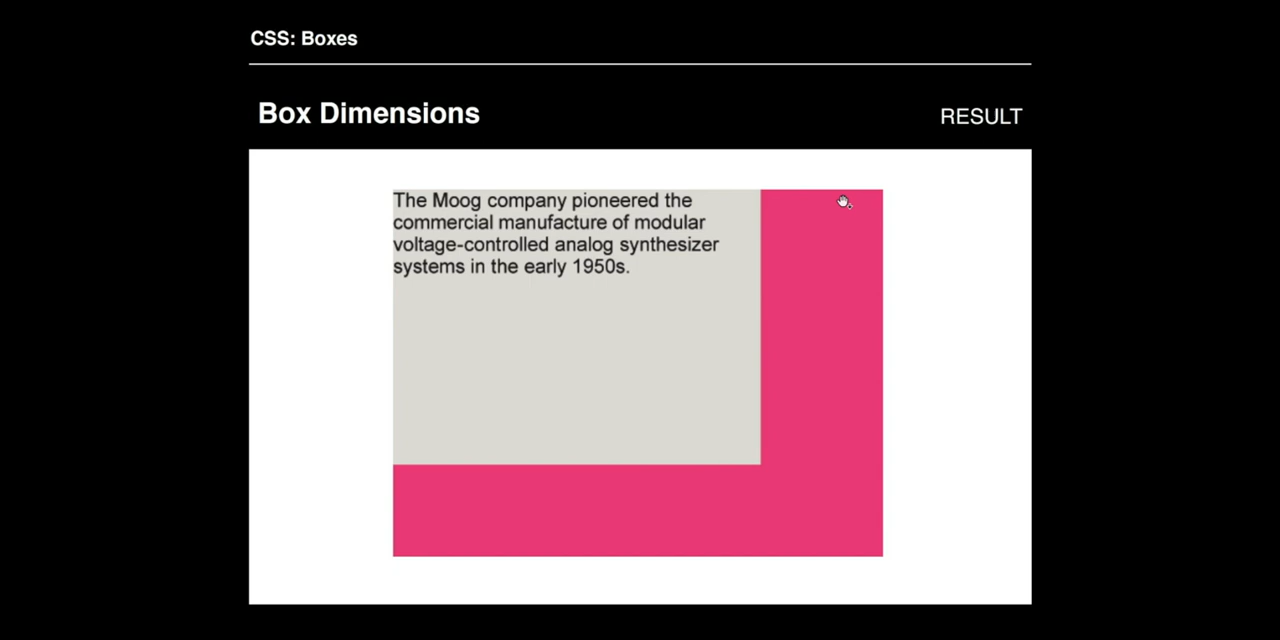 CSS: Boxes
Box Dimensions
RESULT
The Moog company pioneered the
commercial manufacture of modular
voltage-controlled analog synthesizer
systems in the early 1950s.